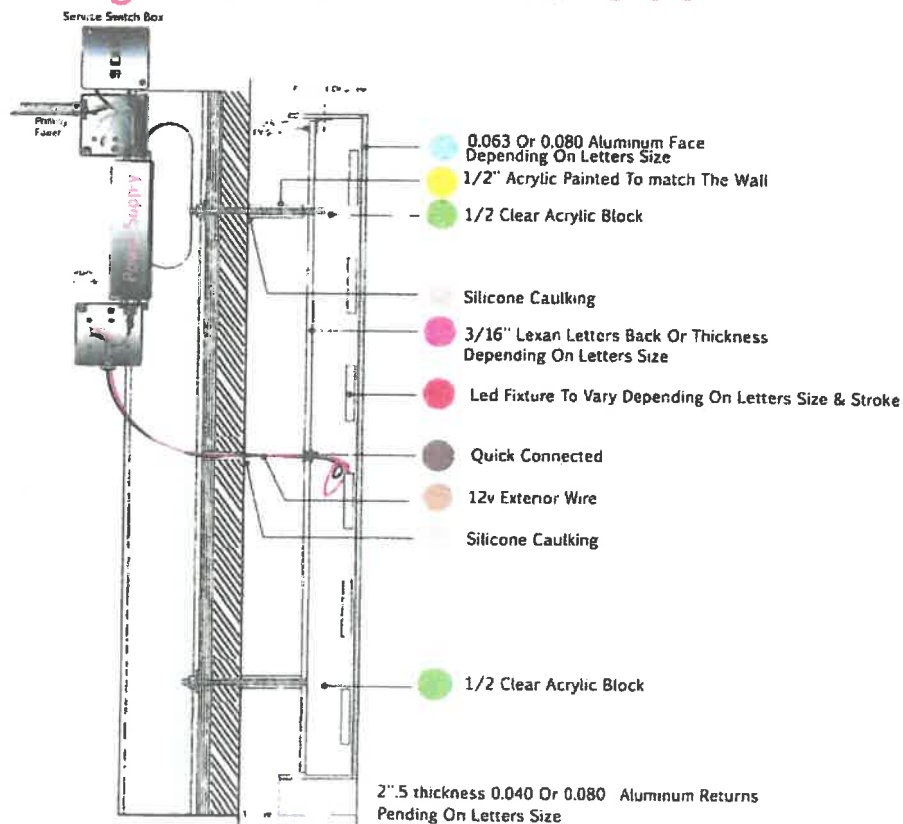 Service Switch Box
Primary
Power
Power Supply
0.063 Or 0.080 Aluminum Face
Depending On Letters Size
1/2" Acrylic Painted To match The Wall
1/2 Clear Acrylic Block
Silicone Caulking
3/16" Lexan Letters Back Or Thickness
Depending On Letters Size
Led Fixture To Vary Depending On Letters Size & Stroke
Quick Connected
12v Exterior Wire
Silicone Caulking
1/2 Clear Acrylic Block
2".5 thickness 0.040 Or 0.080 Aluminum Returns
Pending On Letters Size